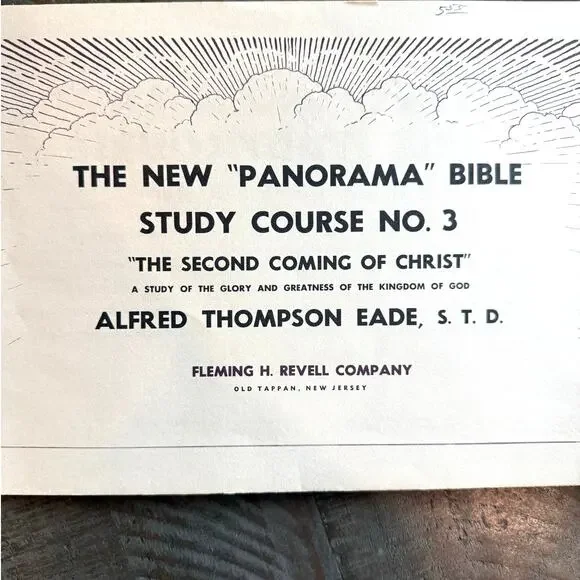 THE NEW "PANORAMA" BIBLE
STUDY COURSE NO. 3
"THE SECOND COMING OF CHRIST"
A STUDY OF THE GLORY AND GREATNESS OF THE KINGDOM OF GOD
ALFRED THOMPSON EADE, S. T. D.
FLEMING H. REVELL COMPANY
OLD TAPPAN, NEW JERSEY